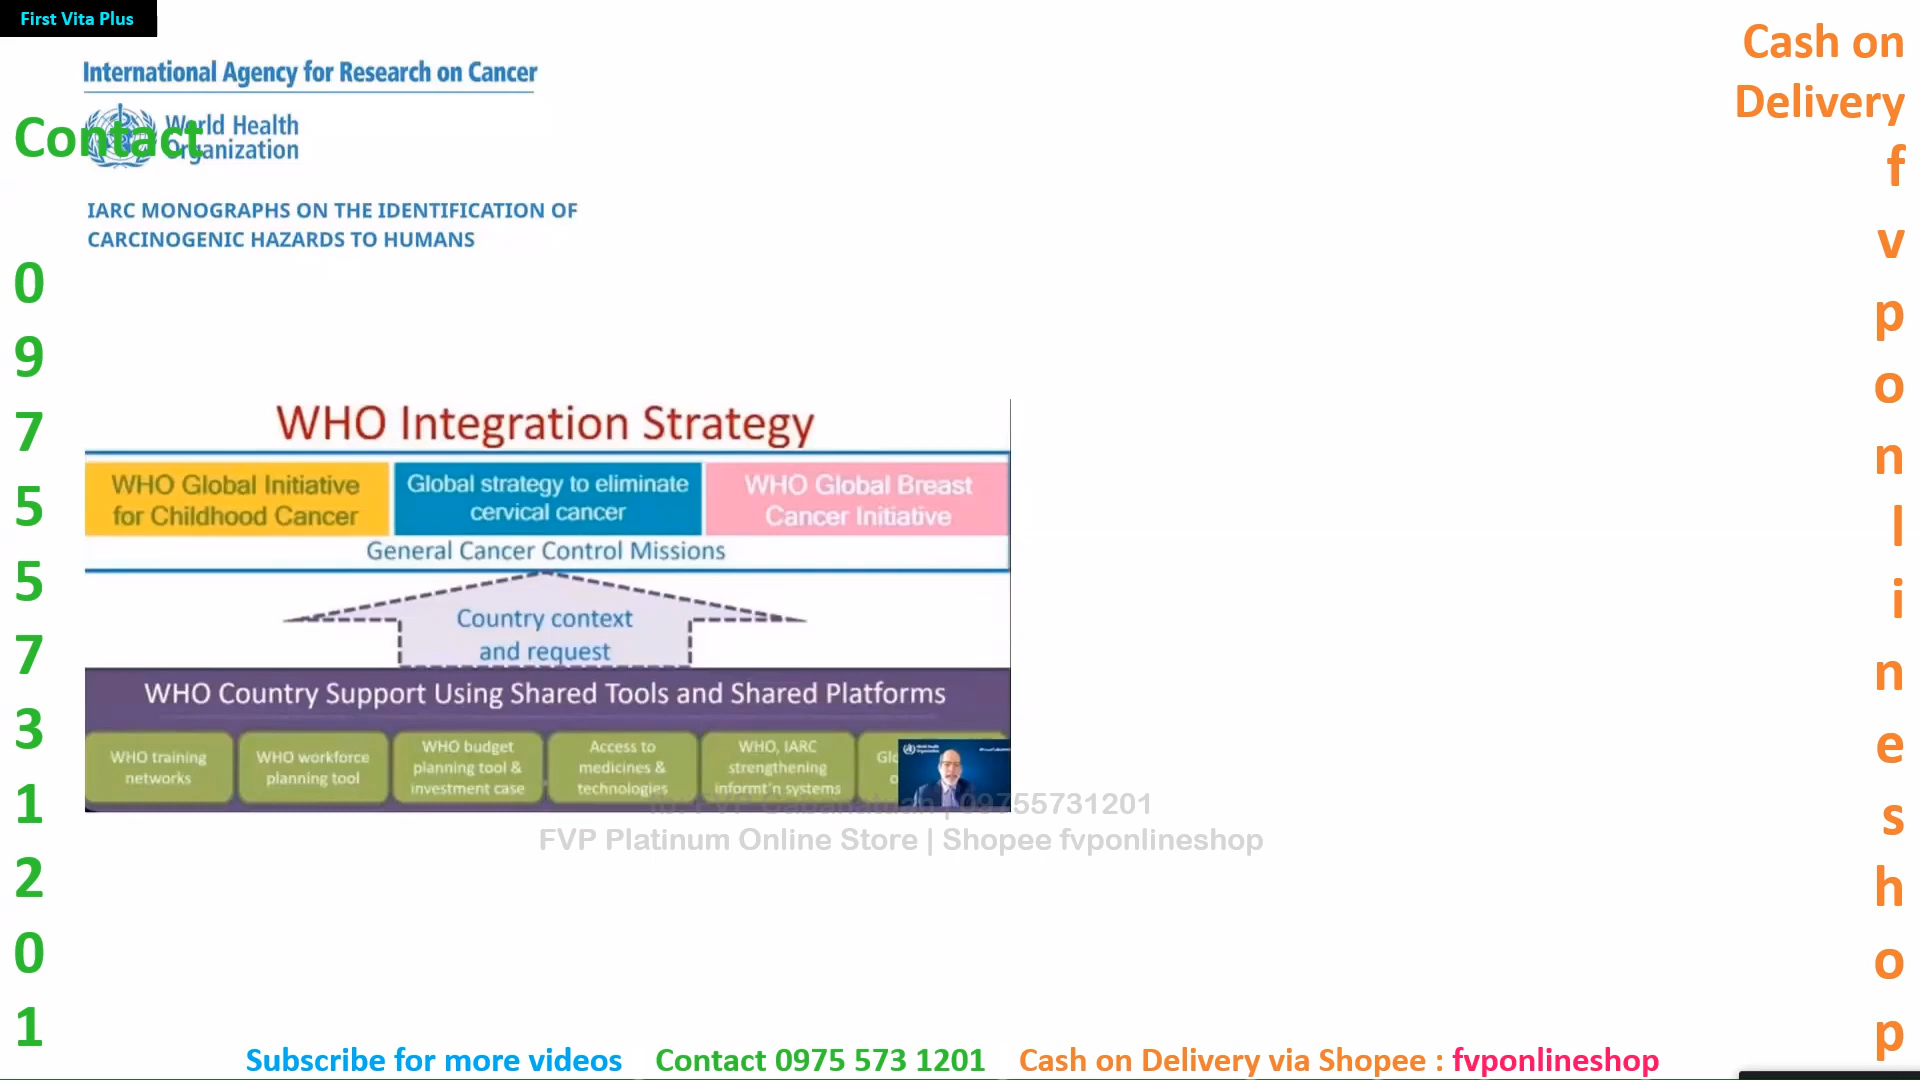 First Vita Plus
Cash on
Delivery
f
v
p
o
n
l
i
n
e
s
h
o
p
International Agency for Research on Cancer
World Health
Organization
Contact
0
9
7
5
5
7
3
1
2
0
1
IARC MONOGRAPHS ON THE IDENTIFICATION OF
CARCINOGENIC HAZARDS TO HUMANS
WHO Integration Strategy
WHO Global Initiative
for Childhood Cancer
Global strategy to eliminate
cervical cancer
WHO Global Breast
Cancer Initiative
General Cancer Control Missions
Country context
and request
WHO Country Support Using Shared Tools and Shared Platforms
WHO training
networks
WHO workforce
planning tool
WHO budget
planning tool &
investment case
Access to
medicines &
technologies
WHO, IARC
strengthening
informt'n systems
World Health
Organization
| 09755731201
FVP Platinum Online Store | Shopee fvponlineshop
Subscribe for more videos Contact 0975 573 1201 Cash on Delivery via Shopee : fvponlineshop